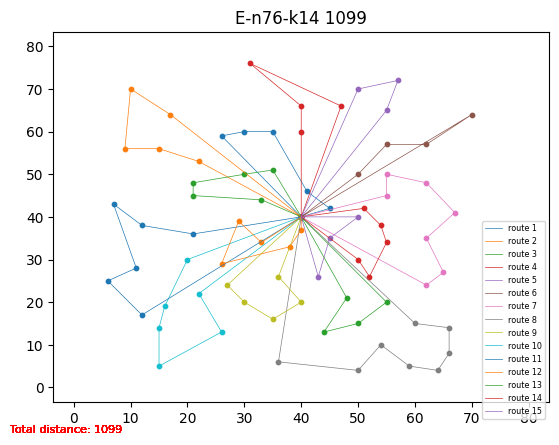 E-n76-k14 1099
80
70
60
50
40
30
20
10
0
0 10 20 30 40 50 60 70 80
route 1
route 2
route 3
route 4
route 5
route 6
route 7
route 8
route 9
route 10
route 11
route 12
route 13
route 14
route 15
Total distance: 1099